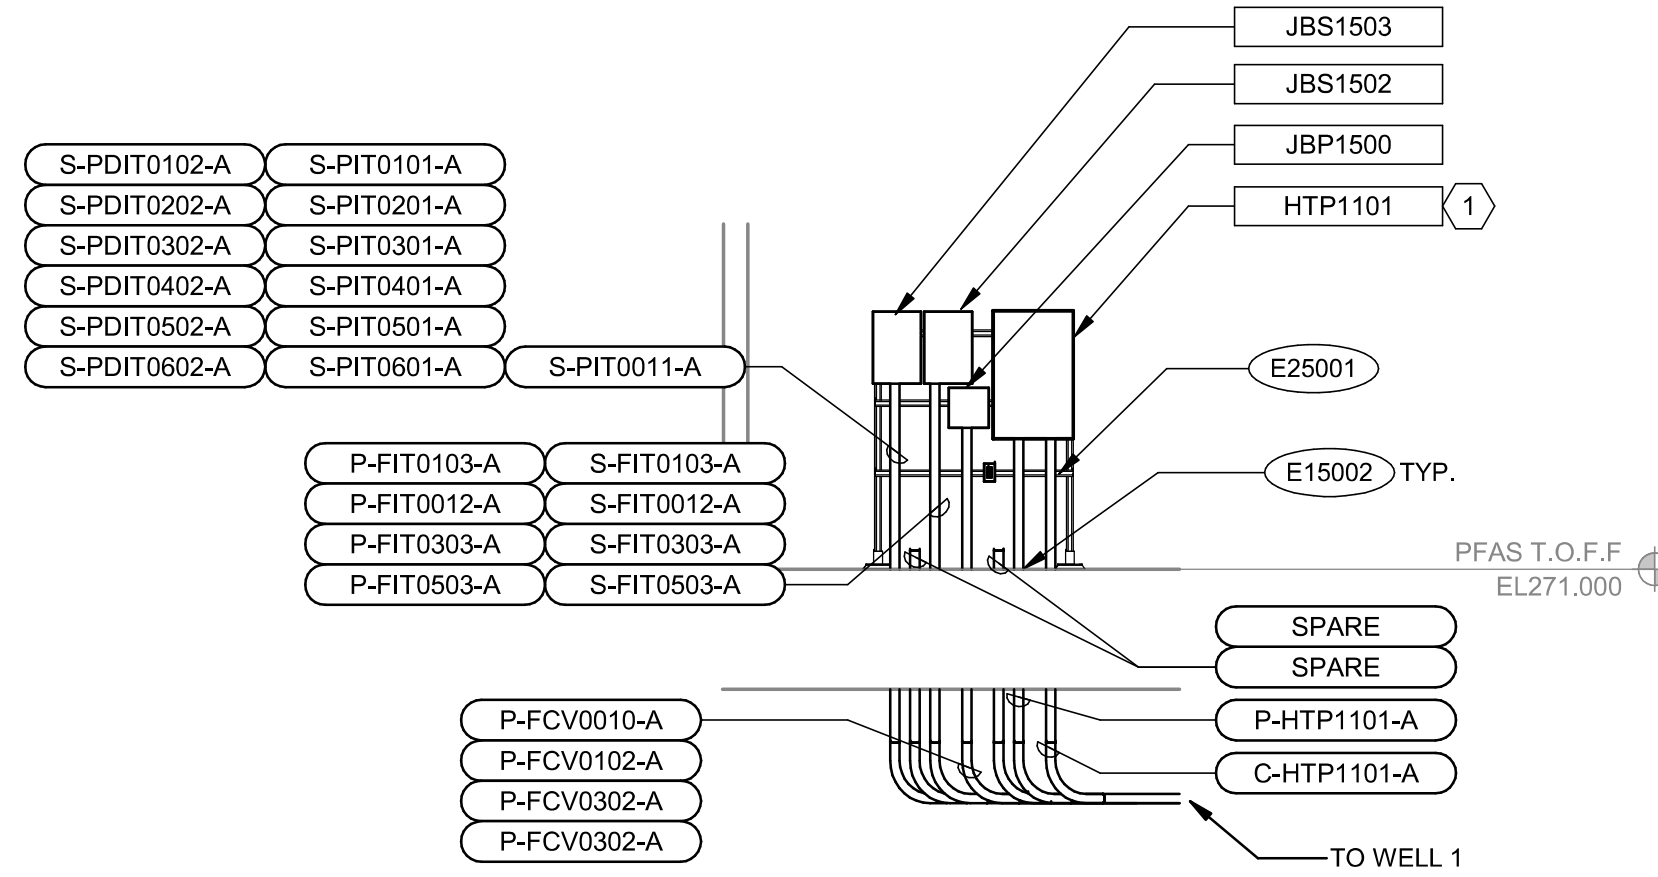 JBS1503
JBS1502
JBP1500
HTP1101 1
S-PDIT0102-A S-PIT0101-A
S-PDIT0202-A S-PIT0201-A
S-PDIT0302-A S-PIT0301-A
S-PDIT0402-A S-PIT0401-A
S-PDIT0502-A S-PIT0501-A
S-PDIT0602-A S-PIT0601-A S-PIT0011-A
E25001
P-FIT0103-A S-FIT0103-A
P-FIT0012-A S-FIT0012-A
P-FIT0303-A S-FIT0303-A
P-FIT0503-A S-FIT0503-A
E15002 TYP.
PFAS T.O.F.F
EL271.000
SPARE
SPARE
P-HTP1101-A
C-HTP1101-A
P-FCV0010-A
P-FCV0102-A
P-FCV0302-A
P-FCV0302-A
TO WELL 1